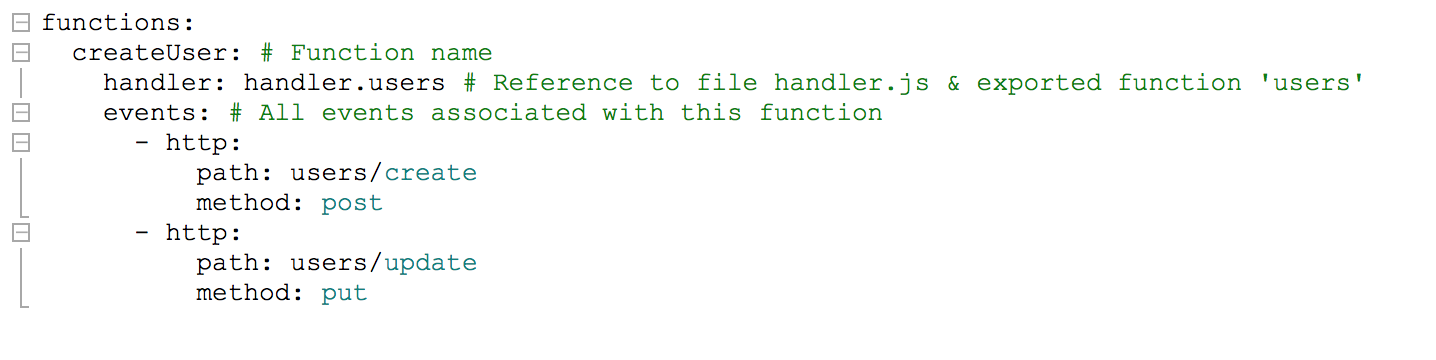 functions:
createUser: # Function name
handler: handler.users # Reference to file handler.js & exported function 'users'
events: # All events associated with this function
- http:
path: users/create
method: post
- http:
path: users/update
method: put